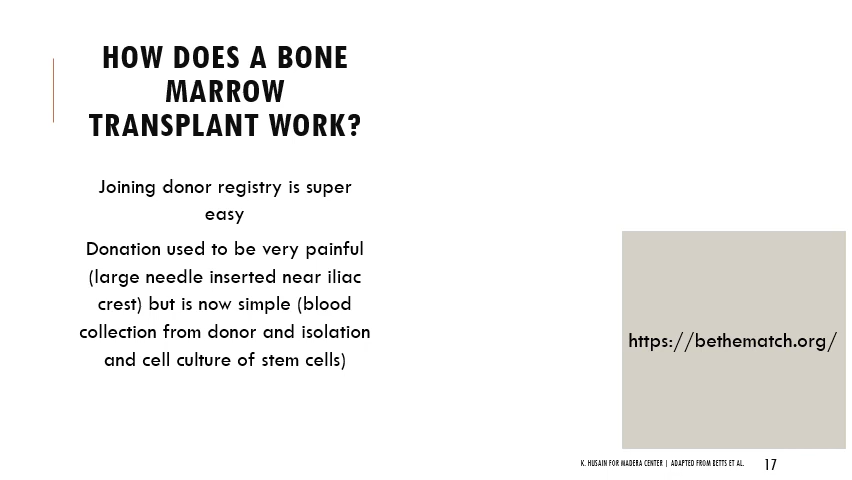 HOW DOES A BONE
MARROW
TRANSPLANT WORK?
Joining donor registry is super
easy
Donation used to be very painful
(large needle inserted near iliac
crest) but is now simple (blood
collection from donor and isolation
and cell culture of stem cells)
https://bethematch.org/
K. HUSAIN FOR MADERA CENTER | ADAPTED FROM BETTS ET AL.
17